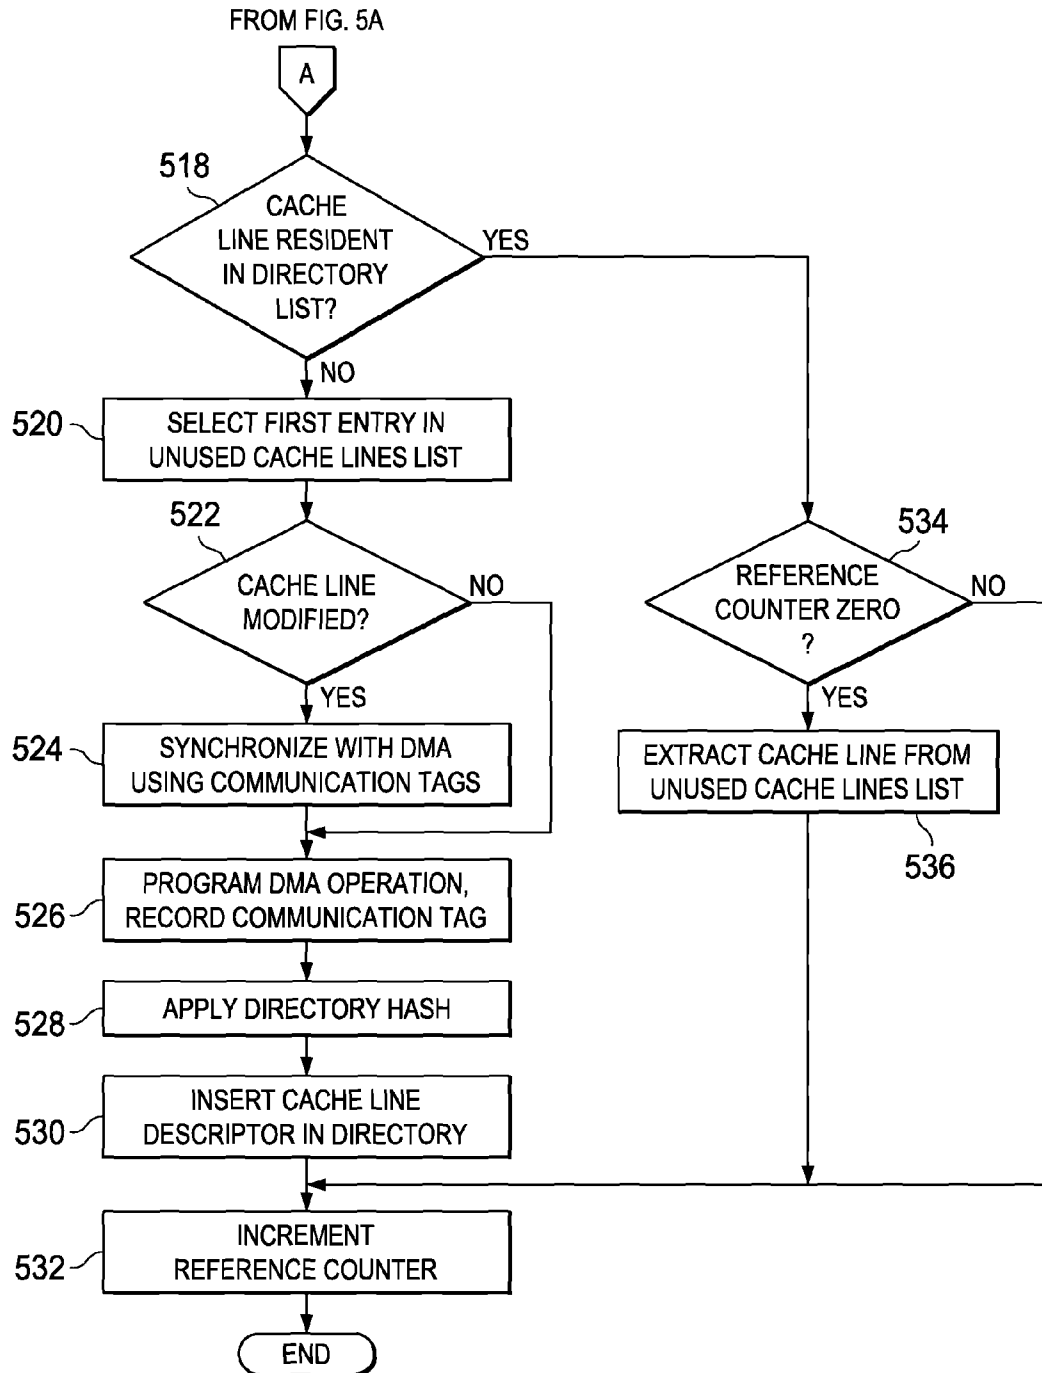 FROM FIG. 5A
A
518
CACHE
LINE RESIDENT
IN DIRECTORY
LIST?
YES
NO
520
SELECT FIRST ENTRY IN
UNUSED CACHE LINES LIST
522
CACHE LINE
MODIFIED?
NO
YES
534
REFERENCE
COUNTER ZERO
?
NO
YES
524
SYNCHRONIZE WITH DMA
USING COMMUNICATION TAGS
EXTRACT CACHE LINE FROM
UNUSED CACHE LINES LIST
536
526
PROGRAM DMA OPERATION,
RECORD COMMUNICATION TAG
528
APPLY DIRECTORY HASH
530
INSERT CACHE LINE
DESCRIPTOR IN DIRECTORY
532
INCREMENT
REFERENCE COUNTER
END